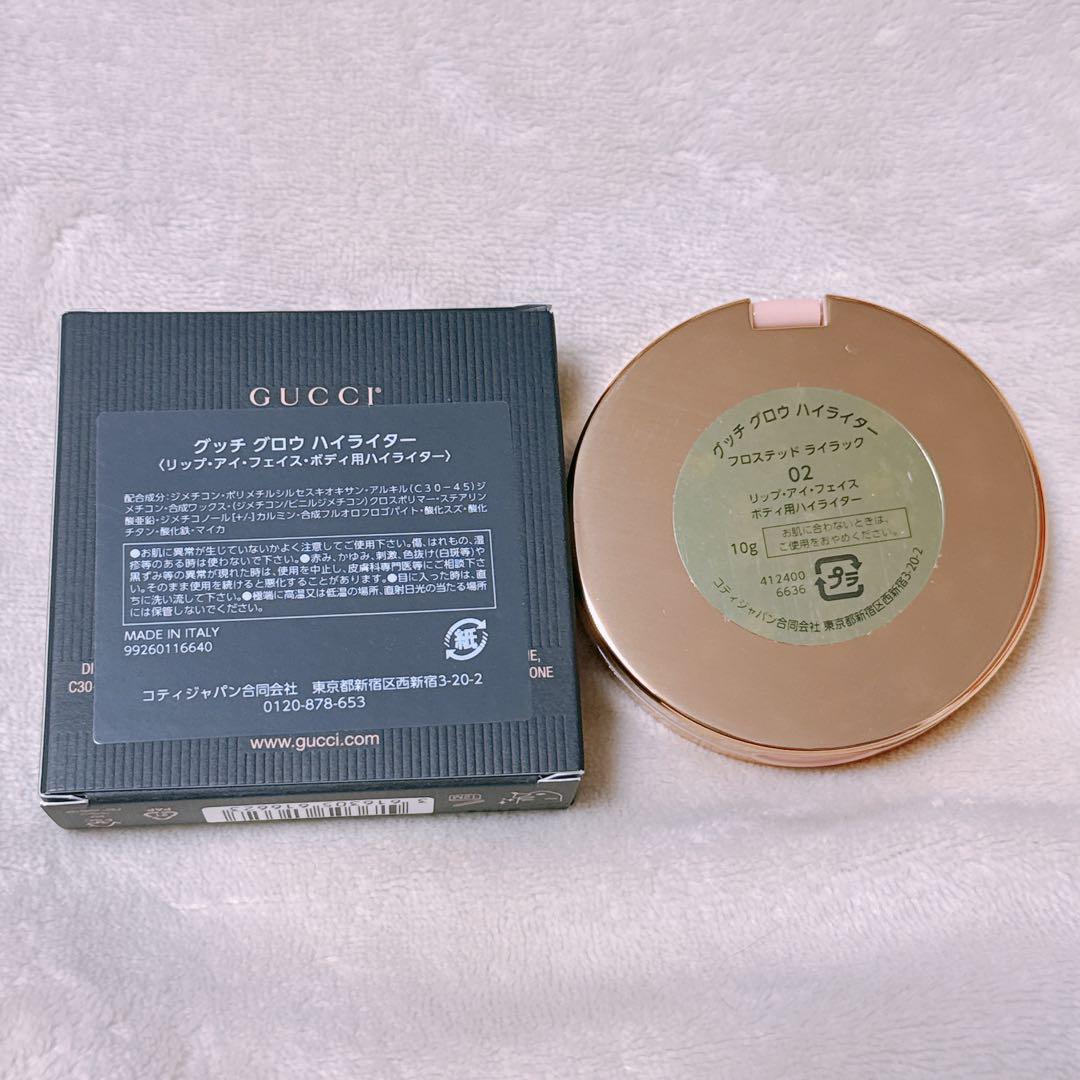 GUCCI
グッチ グロウ ハイライター
〈リップ・アイ・フェイス・ボディ用ハイライター〉
配合成分:ジメチコン・ポリメチルシルセスキオキサン・アルキル(C30-45)ジ
メチコン・合成ワックス・(ジメチコン/ビニルジメチコン)クロスポリマー・ステアリン
酸亜鉛・ジメチコノール[+/-]カルミン・合成フルオロフロゴパイト・酸化スズ・酸化
チタン・酸化鉄・マイカ
●お肌に異常が生じていないかよく注意してご使用下さい。傷、はれもの、湿
疹等のある時は使わないで下さい。●赤み、かゆみ、刺激、色抜け(白斑等)や
黒ずみ等の異常が現れた時は、使用を中止し、皮膚科専門医等にご相談下さ
い。そのまま使用を続けると悪化することがあります。●目に入った時は、直
ちに洗い流して下さい。●極端に高温又は低温の場所、直射日光の当たる場所
には保管しないでください。
MADE IN ITALY
99260116640
紙
コティジャパン合同会社 東京都新宿区西新宿3-20-2
0120-878-653
www.gucci.com
3616305616663
グッチ グロウ ハイライター
フロステッド ライラック
02
リップ・アイ・フェイス
ボディ用ハイライター
10g
お肌に合わないときは、
ご使用をおやめください。
412400
6636
プラ
コティジャパン合同会社 東京都新宿区西新宿3-20-2